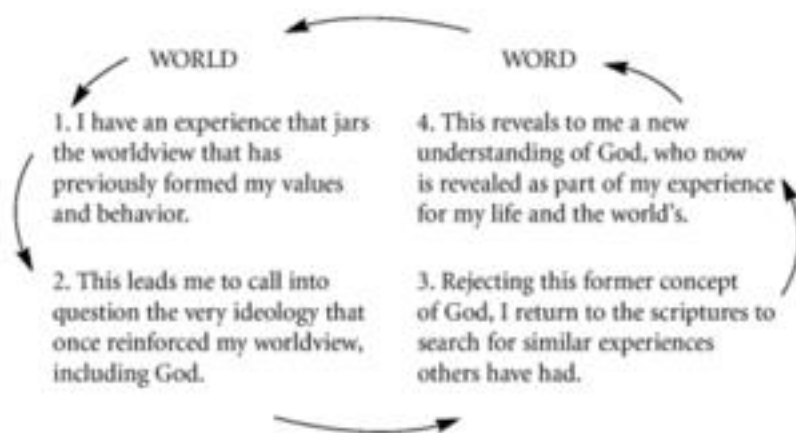 WORLD
WORD
1. I have an experience that jars
the worldview that has
previously formed my values
and behavior.
2. This leads me to call into
question the very ideology that
once reinforced my worldview,
including God.
3. Rejecting this former concept
of God, I return to the scriptures to
search for similar experiences
others have had.
4. This reveals to me a new
understanding of God, who now
is revealed as part of my experience
for my life and the world's.